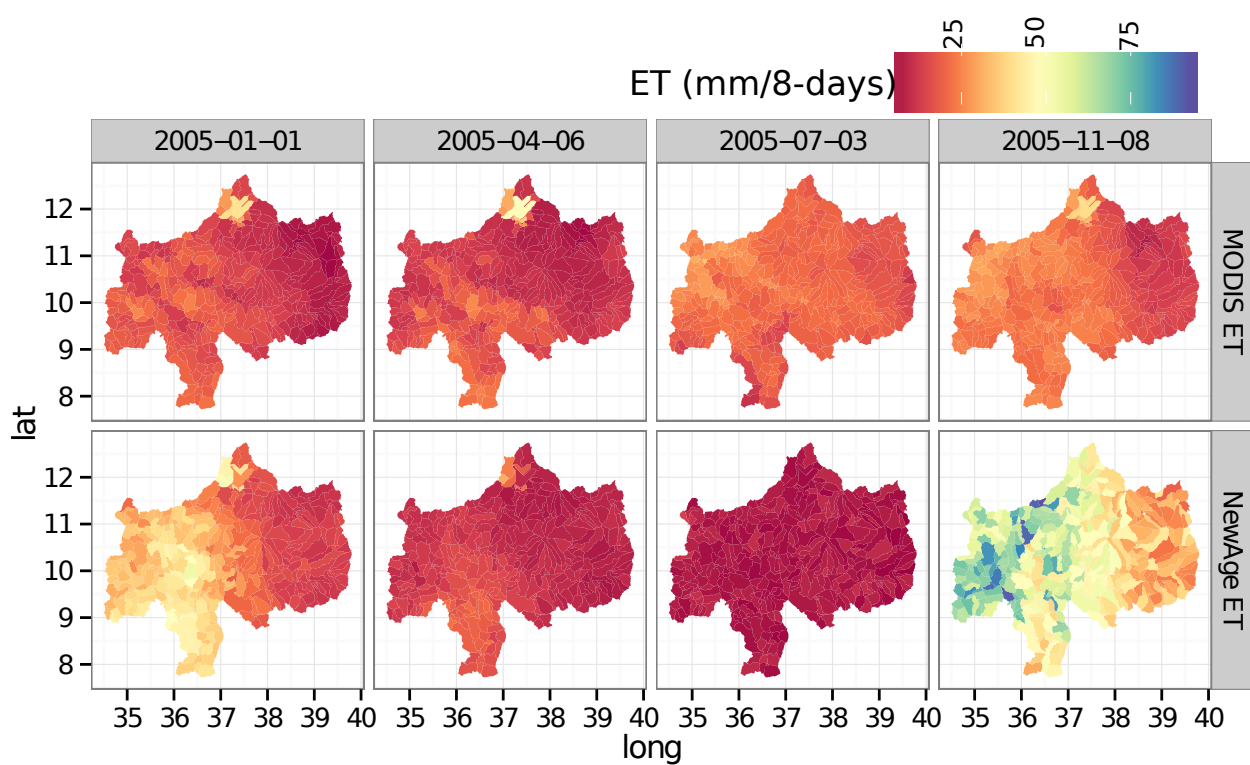 25 50 75
ET (mm/8-days)
2005–01–01 2005–04–06 2005–07–03 2005–11–08
12
11
10
9
8
MODIS ET
lat
12
11
10
9
8
NewAge ET
35 36 37 38 39 40 35 36 37 38 39 40 35 36 37 38 39 40 35 36 37 38 39 40
long